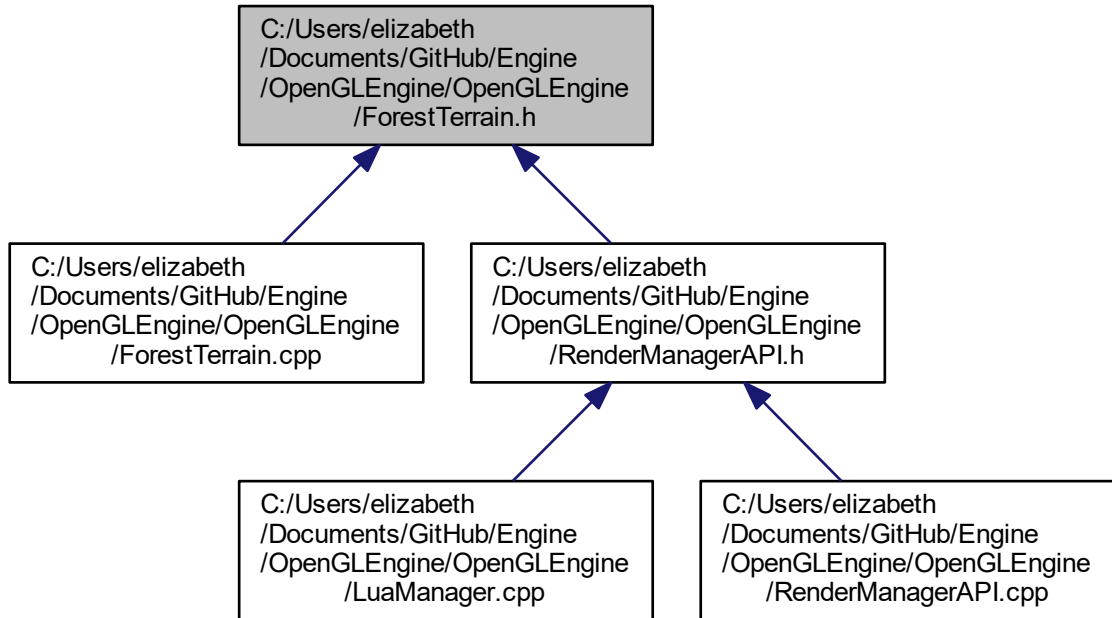 C:/Users/elizabeth
/Documents/GitHub/Engine
/OpenGLEngine/OpenGLEngine
/ForestTerrain.h
C:/Users/elizabeth
/Documents/GitHub/Engine
/OpenGLEngine/OpenGLEngine
/ForestTerrain.cpp
C:/Users/elizabeth
/Documents/GitHub/Engine
/OpenGLEngine/OpenGLEngine
/RenderManagerAPI.h
C:/Users/elizabeth
/Documents/GitHub/Engine
/OpenGLEngine/OpenGLEngine
/LuaManager.cpp
C:/Users/elizabeth
/Documents/GitHub/Engine
/OpenGLEngine/OpenGLEngine
/RenderManagerAPI.cpp